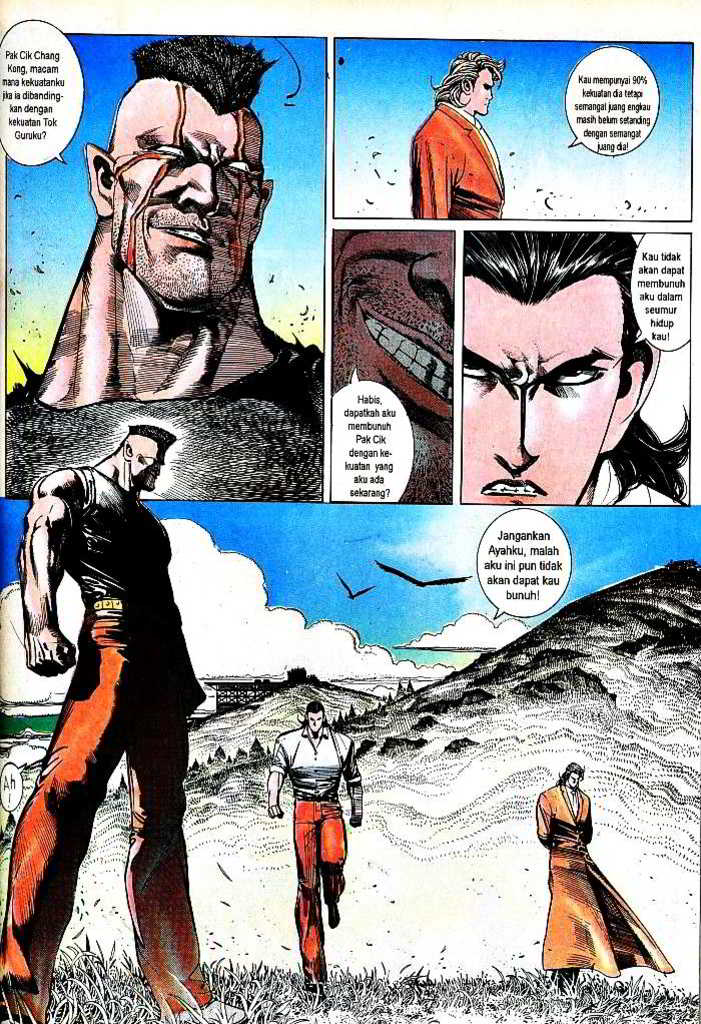 Pak Cik Chang
Kong, macam
mana kekuatanku
jika ia dibanding-
kan dengan
kekuatan Tok
Guruku?
Kau mempunyai 90%
kekuatan dia tetapi
semangat juang engkau
masih belum setanding
dengan semangat
juang dia!
Habis,
dapatkah aku
membunuh
Pak Cik
dengan ke-
kuatan yang
aku ada
sekarang?
Kau tidak
akan dapat
membunuh
aku dalam
seumur
hidup
kau!
Jangankan
Ayahku, malah
aku ini pun tidak
akan dapat kau
bunuh!
Ah
!